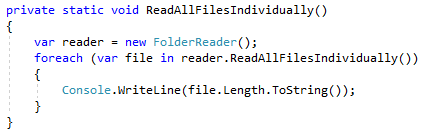 private static void ReadAllFilesIndividually()
{
    var reader = new FolderReader();
    foreach (var file in reader.ReadAllFilesIndividually())
    {
        Console.WriteLine(file.Length.ToString());
    }
}